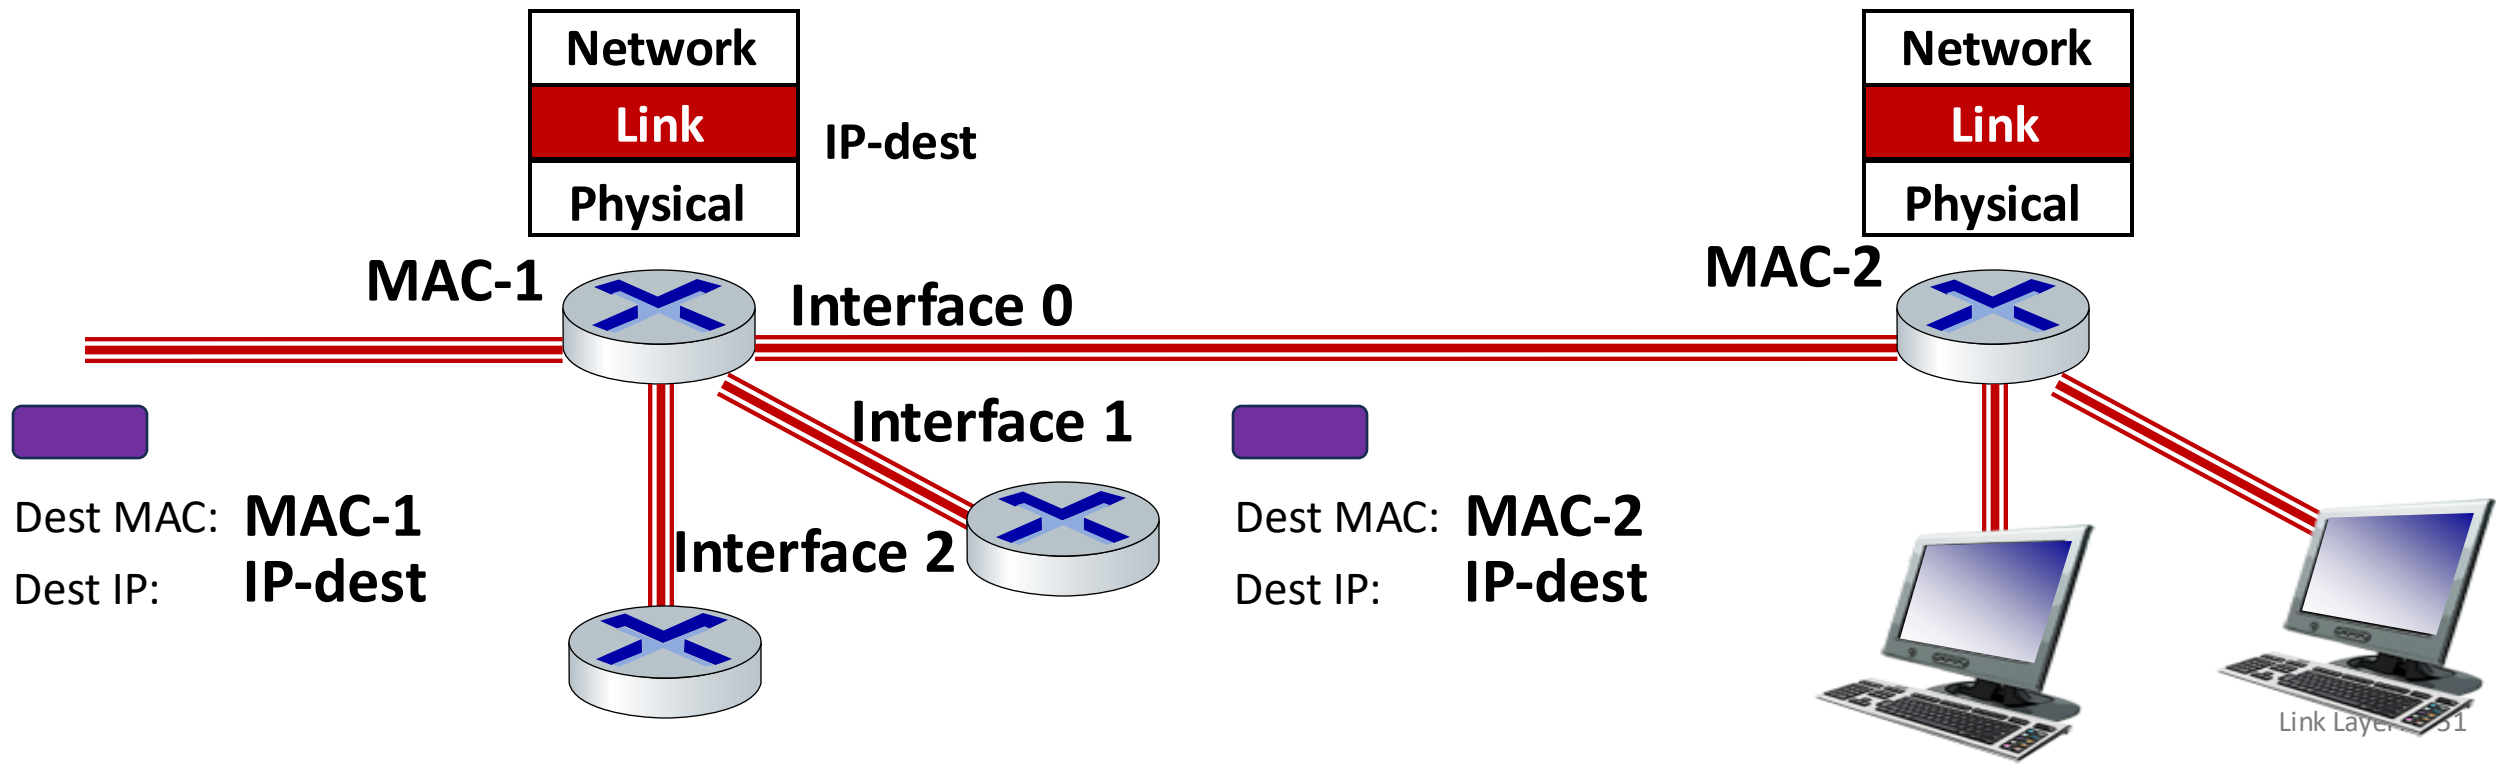 Network
Link
Physical
IP-dest
Network
Link
Physical
MAC-1
Interface 0
MAC-2
Interface 1
Interface 2
Dest MAC: MAC-1
Dest IP: IP-dest
Dest MAC: MAC-2
Dest IP: IP-dest
Link